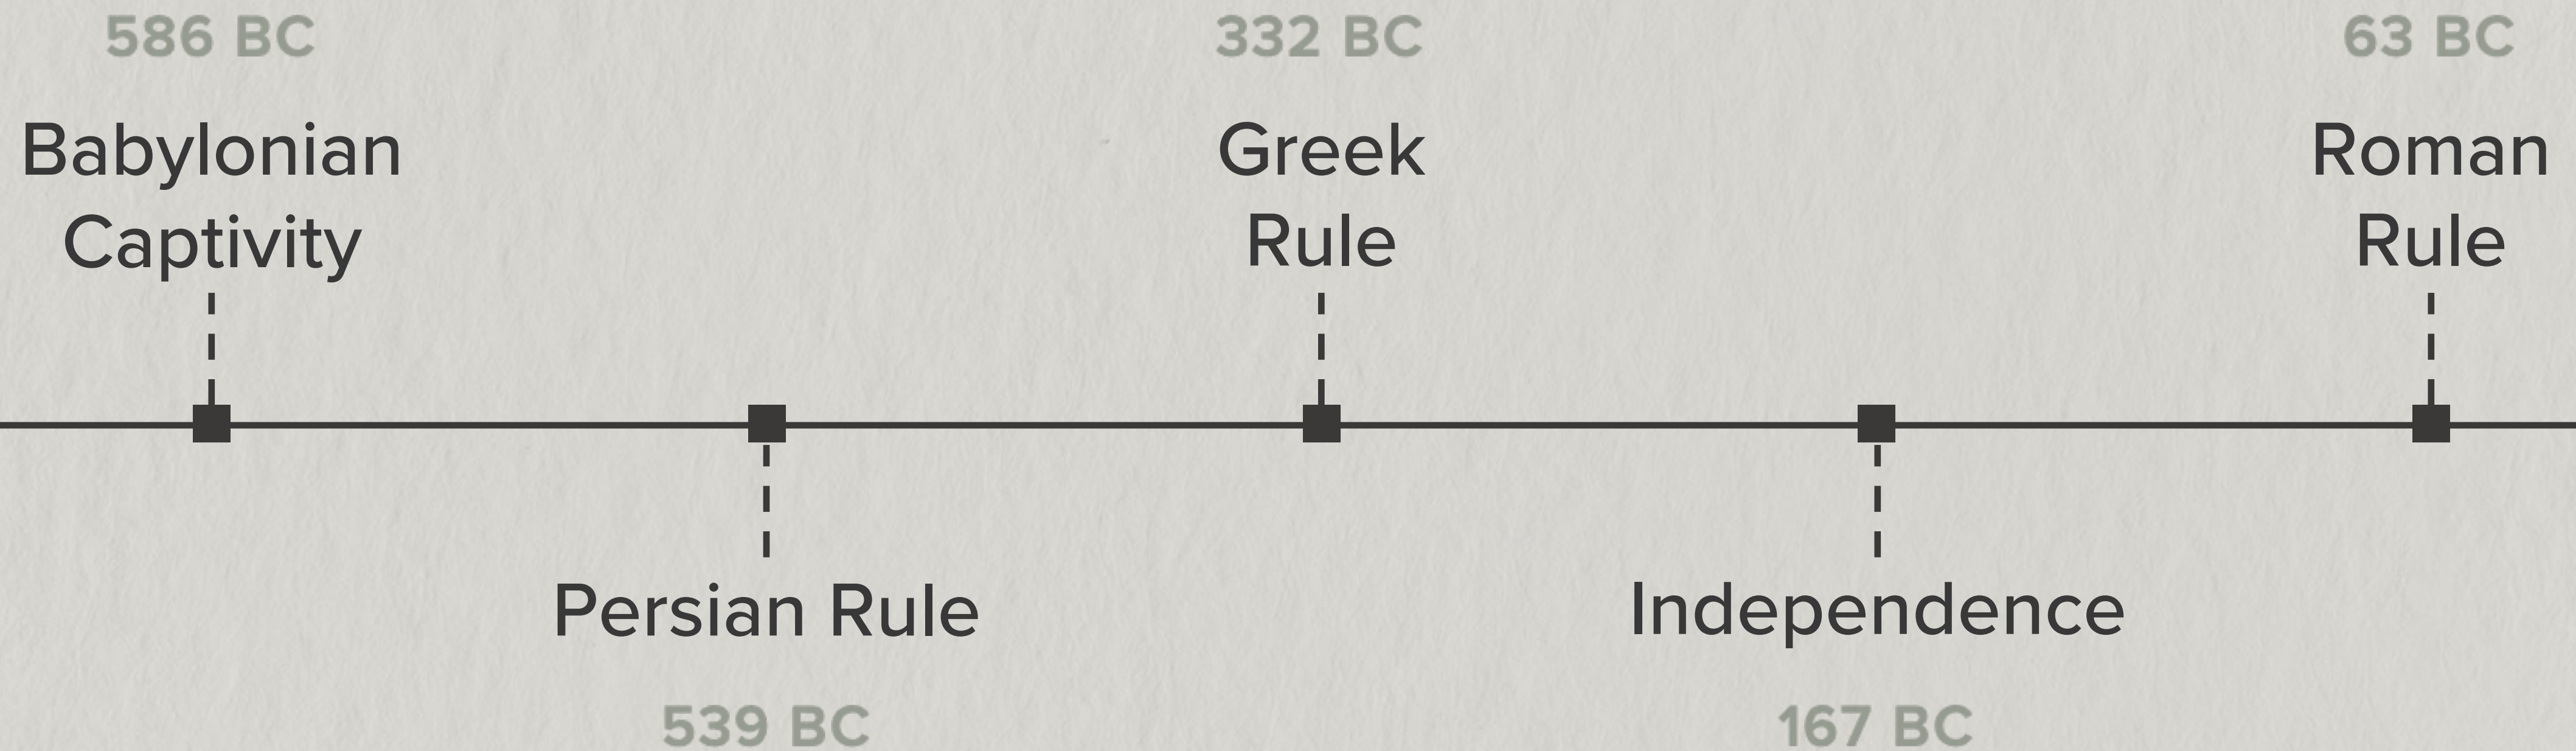 586 BC
Babylonian
Captivity
Persian Rule
539 BC
332 BC
Greek
Rule
Independence
167 BC
63 BC
Roman
Rule